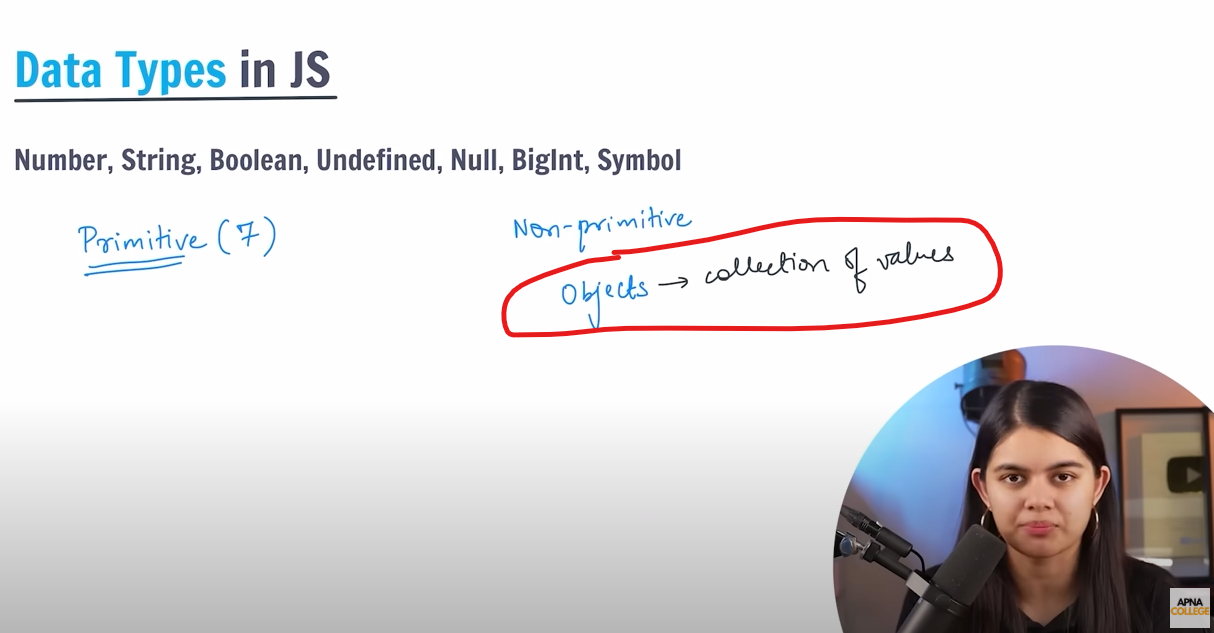 Data Types in JS
Number, String, Boolean, Undefined, Null, BigInt, Symbol
Primitive (7)
Non-primitive
Objects → collection of values
APNA
COLLEGE